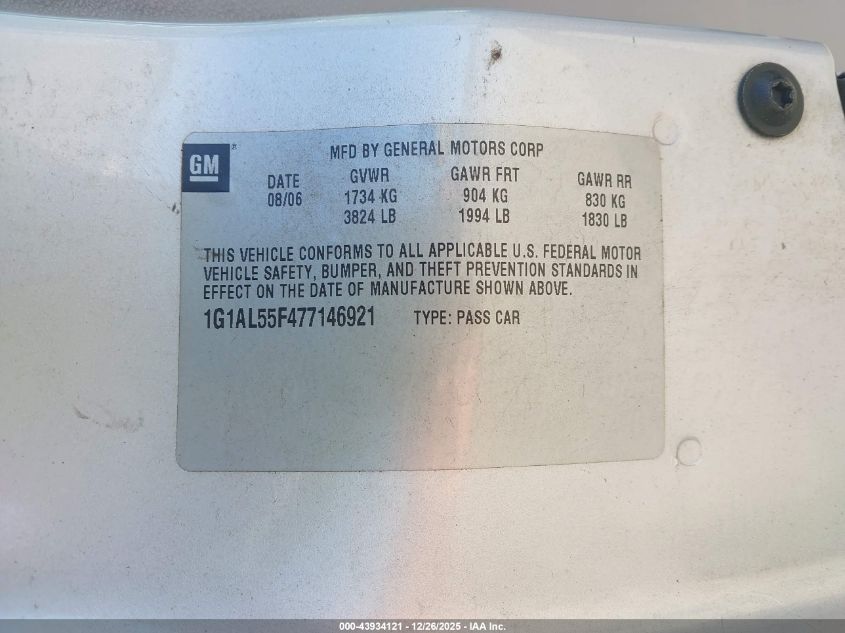 GM®
MFD BY GENERAL MOTORS CORP
DATE GVWR GAWR FRT GAWR RR
08/06 1734 KG 904 KG 830 KG
3824 LB 1994 LB 1830 LB
THIS VEHICLE CONFORMS TO ALL APPLICABLE U.S. FEDERAL MOTOR
VEHICLE SAFETY, BUMPER, AND THEFT PREVENTION STANDARDS IN
EFFECT ON THE DATE OF MANUFACTURE SHOWN ABOVE.
1G1AL55F477146921 TYPE: PASS CAR
000-43934121 - 12/26/2025 - IAA Inc.